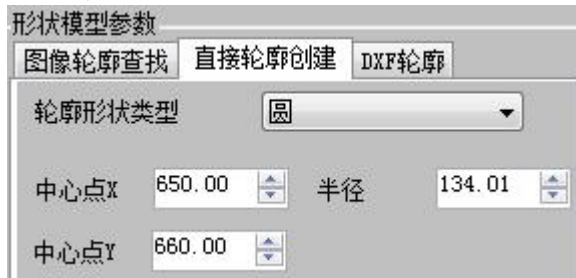 形状模型参数
图像轮廓查找 直接轮廓创建 DXF轮廓
轮廓形状类型 圆
中心点X 650.00 半径 134.01
中心点Y 660.00